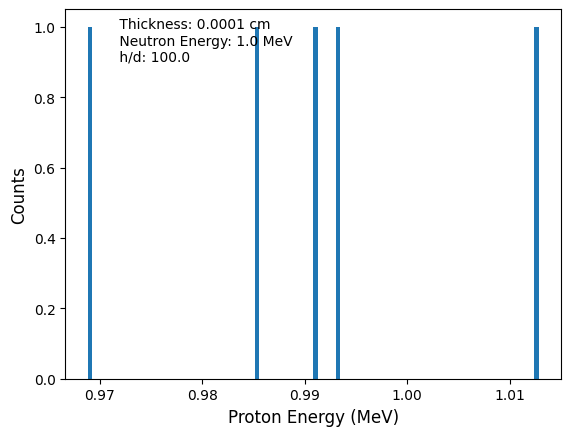 Thickness: 0.0001 cm
Neutron Energy: 1.0 MeV
h/d: 100.0
1.0
0.8
0.6
0.4
0.2
0.0
Counts
0.97
0.98
0.99
1.00
1.01
Proton Energy (MeV)